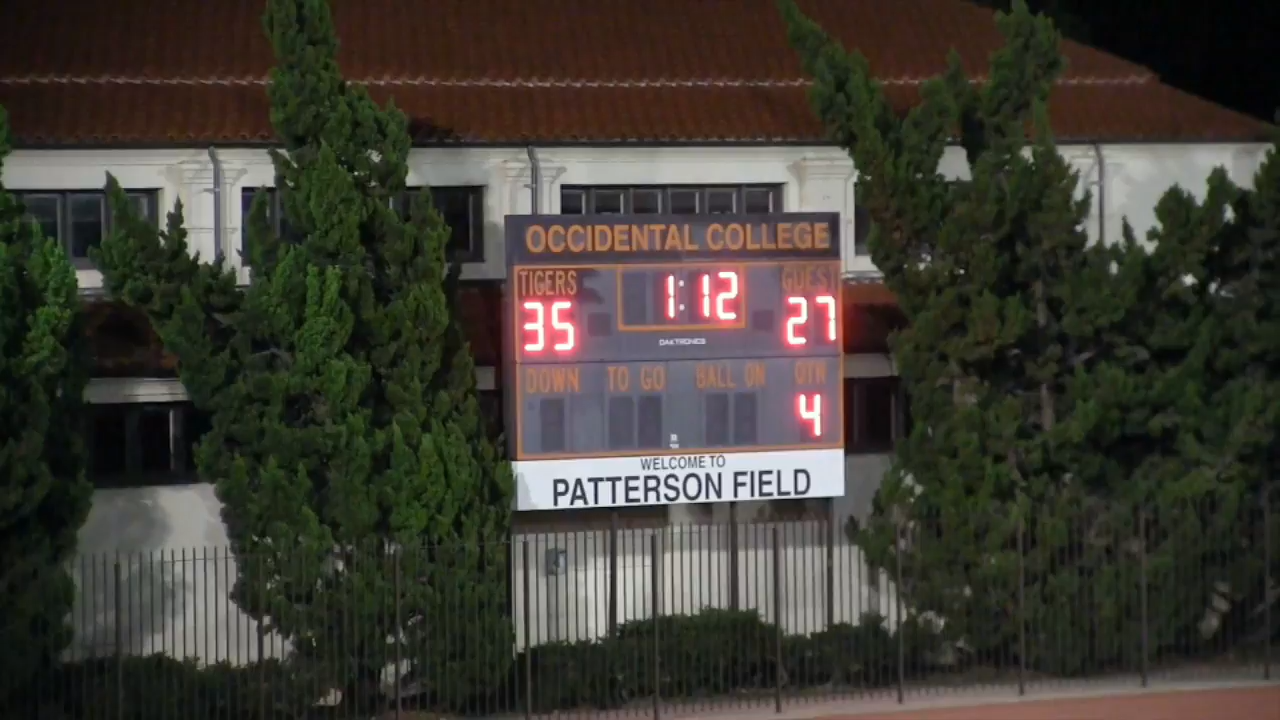 OCCIDENTAL COLLEGE
TIGERS 1:12 GUEST
35 27
DAKTRONICS
DOWN TO GO BALL ON QTR
4
WELCOME TO
PATTERSON FIELD